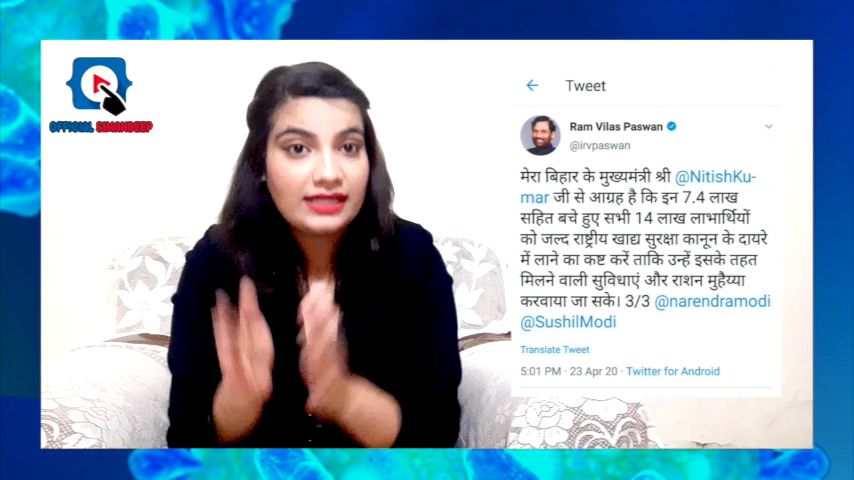 OFFICIAL SIMANDEEP
Tweet
Ram Vilas Paswan
@irvpaswan
मेरा बिहार के मुख्यमंत्री श्री @NitishKu-
mar जी से आग्रह है कि इन 7.4 लाख
सहित बचे हुए सभी 14 लाख लाभार्थियों
को जल्द राष्ट्रीय खाद्य सुरक्षा कानून के दायरे
में लाने का कष्ट करें ताकि उन्हें इसके तहत
मिलने वाली सुविधाएं और राशन मुहैय्या
करवाया जा सके। 3/3 @narendramodi
@SushilModi
Translate Tweet
5:01 PM · 23 Apr 20 · Twitter for Android